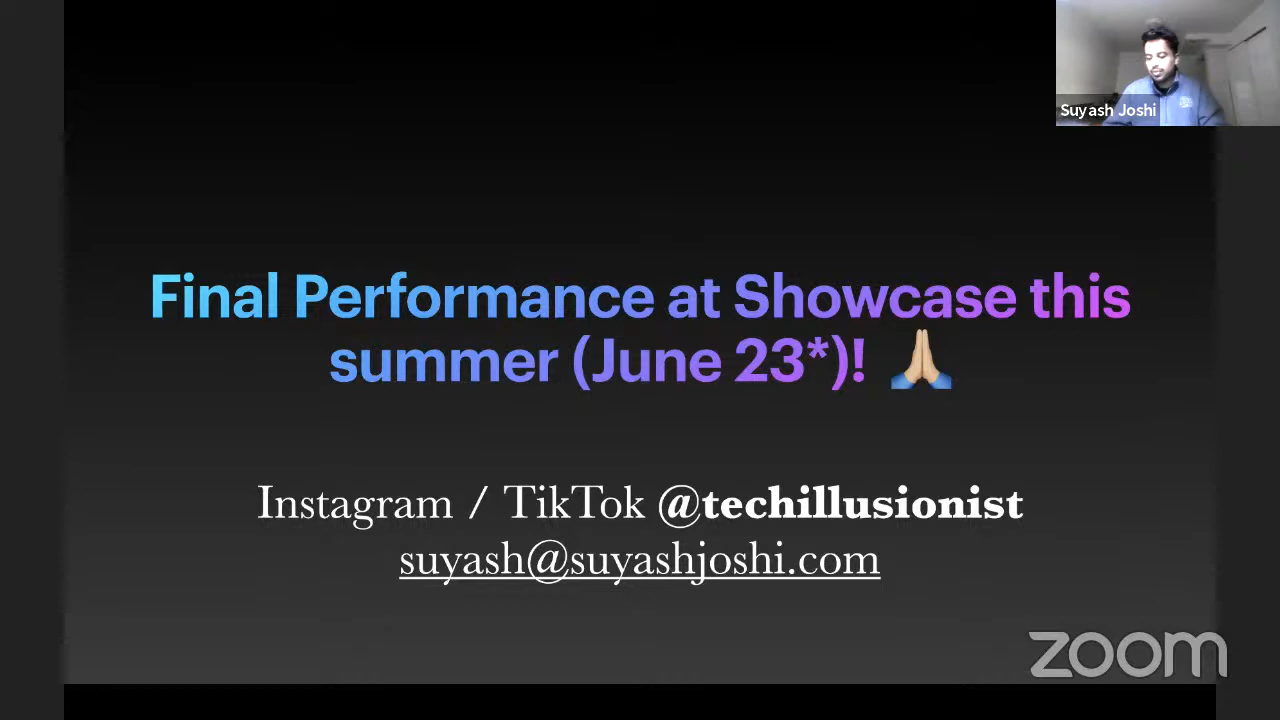 Suyash Joshi
Final Performance at Showcase this
summer (June 23*)! 🙏🏼
Instagram / TikTok @techillusionist
suyash@suyashjoshi.com
zoom